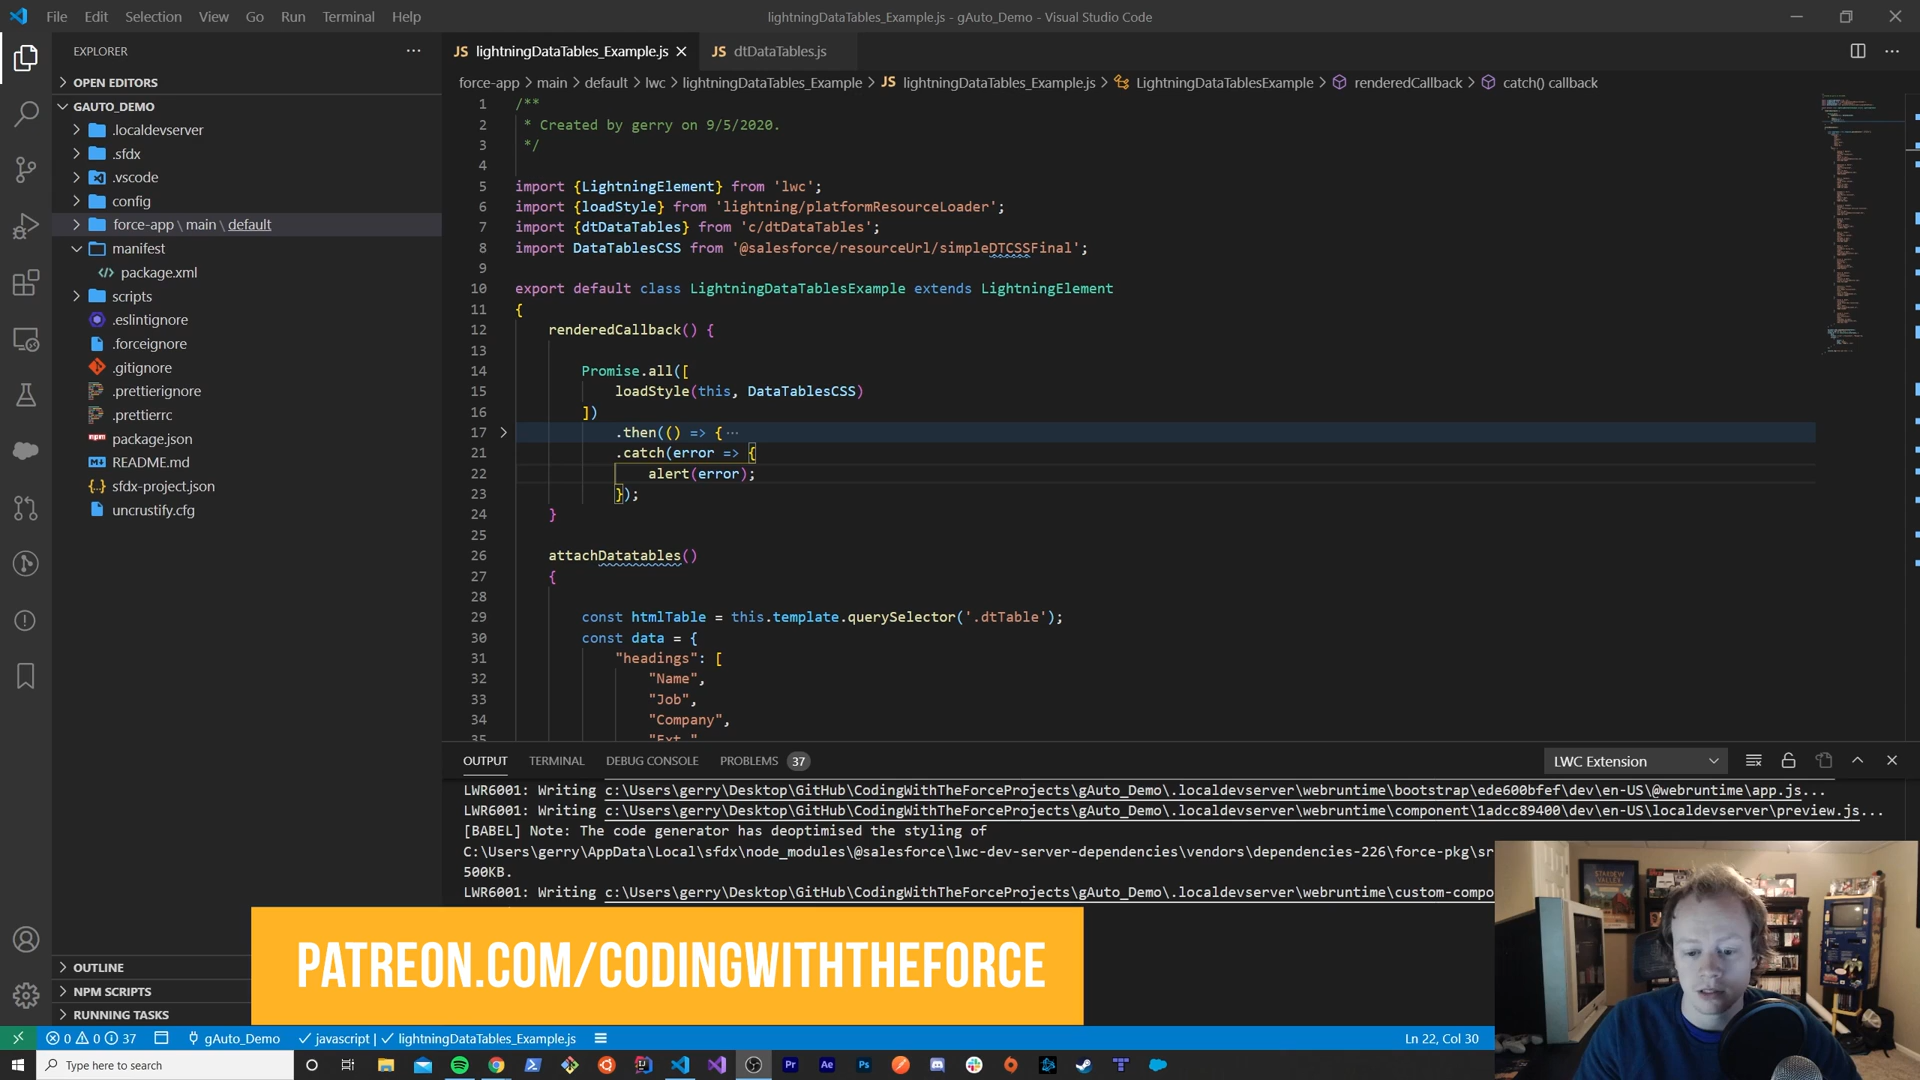 File Edit Selection View Go Run Terminal Help
lightningDataTables_Example.js - gAuto_Demo - Visual Studio Code
EXPLORER
OPEN EDITORS
GAUTO_DEMO
.localdevserver
.sfdx
.vscode
config
force-app \ main \ default
manifest
package.xml
scripts
.eslintignore
.forceignore
.gitignore
.prettierignore
.prettierrc
package.json
README.md
sfdx-project.json
uncrustify.cfg
OUTLINE
NPM SCRIPTS
RUNNING TASKS
JS lightningDataTables_Example.js
JS dtDataTables.js
force-app > main > default > lwc > lightningDataTables_Example > JS lightningDataTables_Example.js > LightningDataTablesExample > renderedCallback > catch() callback
1 /**
2 * Created by gerry on 9/5/2020.
3 */
4
5 import {LightningElement} from 'lwc';
6 import {loadStyle} from 'lightning/platformResourceLoader';
7 import {dtDataTables} from 'c/dtDataTables';
8 import DataTablesCSS from '@salesforce/resourceUrl/simpleDTCSSFinal';
9
10 export default class LightningDataTablesExample extends LightningElement
11 {
12 renderedCallback() {
13
14 Promise.all([
15 loadStyle(this, DataTablesCSS)
16 ])
17 .then(() => { ...
21 .catch(error => {
22 alert(error);
23 });
24 }
25
26 attachDatatables()
27 {
28
29 const htmlTable = this.template.querySelector('.dtTable');
30 const data = {
31 "headings": [
32 "Name",
33 "Job",
34 "Company",
35 "Ext."
OUTPUT TERMINAL DEBUG CONSOLE PROBLEMS 37
LWC Extension
LWR6001: Writing c:\Users\gerry\Desktop\GitHub\CodingWithTheForceProjects\gAuto_Demo\.localdevserver\webruntime\bootstrap\ede600bfef\dev\en-US\@webruntime\app.js...
LWR6001: Writing c:\Users\gerry\Desktop\GitHub\CodingWithTheForceProjects\gAuto_Demo\.localdevserver\webruntime\component\1adcc89400\dev\en-US\localdevserver\preview.js...
[BABEL] Note: The code generator has deoptimised the styling of
C:\Users\gerry\AppData\Local\sfdx\node_modules\@salesforce\lwc-dev-server-dependencies\vendors\dependencies-226\force-pkg\sr
500KB.
LWR6001: Writing c:\Users\gerry\Desktop\GitHub\CodingWithTheForceProjects\gAuto_Demo\.localdevserver\webruntime\custom-compo
PATREON.COM/CODINGWITHTHEFORCE
0 0 37 gAuto_Demo javascript | lightningDataTables_Example.js
Ln 22, Col 30
Type here to search